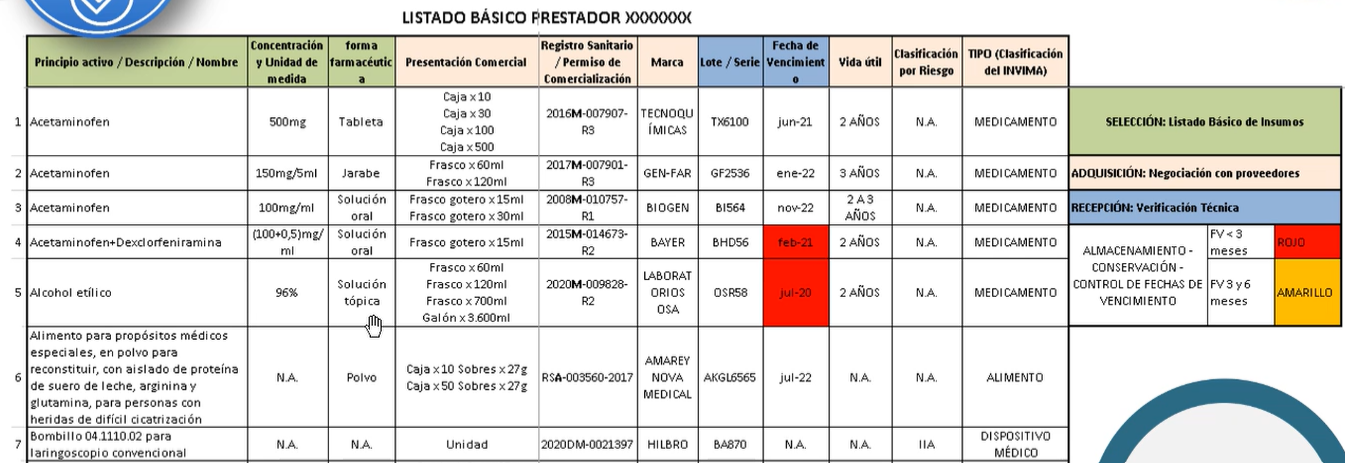 LISTADO BÁSICO PRESTADOR XXXXXXX
Principio activo / Descripción / Nombre
Concentración
y Unidad de
medida
forma
farmacéutic
a
Presentación Comercial
Registro Sanitario
/ Permiso de
Comercialización
Marca
Lote / Serie
Fecha de
Vencimient
o
Vida útil
Clasificación
por Riesgo
TIPO (Clasificación
del INVIMA)
1
Acetaminofen
500mg
Tableta
Caja x 10
Caja x 30
Caja x 100
Caja x 500
2016M-007907-
R3
TECNOQU
ÍMICAS
TX6100
jun-21
2 AÑOS
N.A.
MEDICAMENTO
SELECCIÓN: Listado Básico de Insumos
2
Acetaminofen
150mg/5ml
Jarabe
Frasco x 60ml
Frasco x 120ml
2017M-007901-
R3
GEN-FAR
GF2536
ene-22
3 AÑOS
N.A.
MEDICAMENTO
ADQUISICIÓN: Negociación con proveedores
3
Acetaminofen
100mg/ml
Solución
oral
Frasco gotero x 15ml
Frasco gotero x 30ml
2008M-010757-
R1
BIOGEN
BI564
nov-22
2 A 3
AÑOS
N.A.
MEDICAMENTO
RECEPCIÓN: Verificación Técnica
4
Acetaminofen+Dexclorfeniramina
(100+0,5)mg/
ml
Solución
oral
Frasco gotero x 15ml
2015M-014673-
R2
BAYER
BHD56
feb-21
2 AÑOS
N.A.
MEDICAMENTO
ALMACENAMIENTO -
CONSERVACIÓN -
CONTROL DE FECHAS DE
VENCIMIENTO
FV < 3
meses
ROJO
FV 3 y 6
meses
AMARILLO
5
Alcohol etílico
96%
Solución
tópica
Frasco x 60ml
Frasco x 120ml
Frasco x 700ml
Galón x 3.600ml
2020M-009828-
R2
LABORAT
ORIOS
OSA
OSR58
jul-20
2 AÑOS
N.A.
MEDICAMENTO
6
Alimento para propósitos médicos
especiales, en polvo para
reconstituir, con aislado de proteína
de suero de leche, arginina y
glutamina, para personas con
heridas de difícil cicatrización
N.A.
Polvo
Caja x 10 Sobres x 27g
Caja x 50 Sobres x 27g
RSA-003560-2017
AMAREY
NOVA
MEDICAL
AKGL6565
jul-22
N.A.
N.A.
ALIMENTO
7
Bombillo 04.1110.02 para
laringoscopio convencional
N.A.
N.A.
Unidad
2020DM-0021397
HILBRO
BA870
N.A.
N.A.
IIA
DISPOSITIVO
MÉDICO